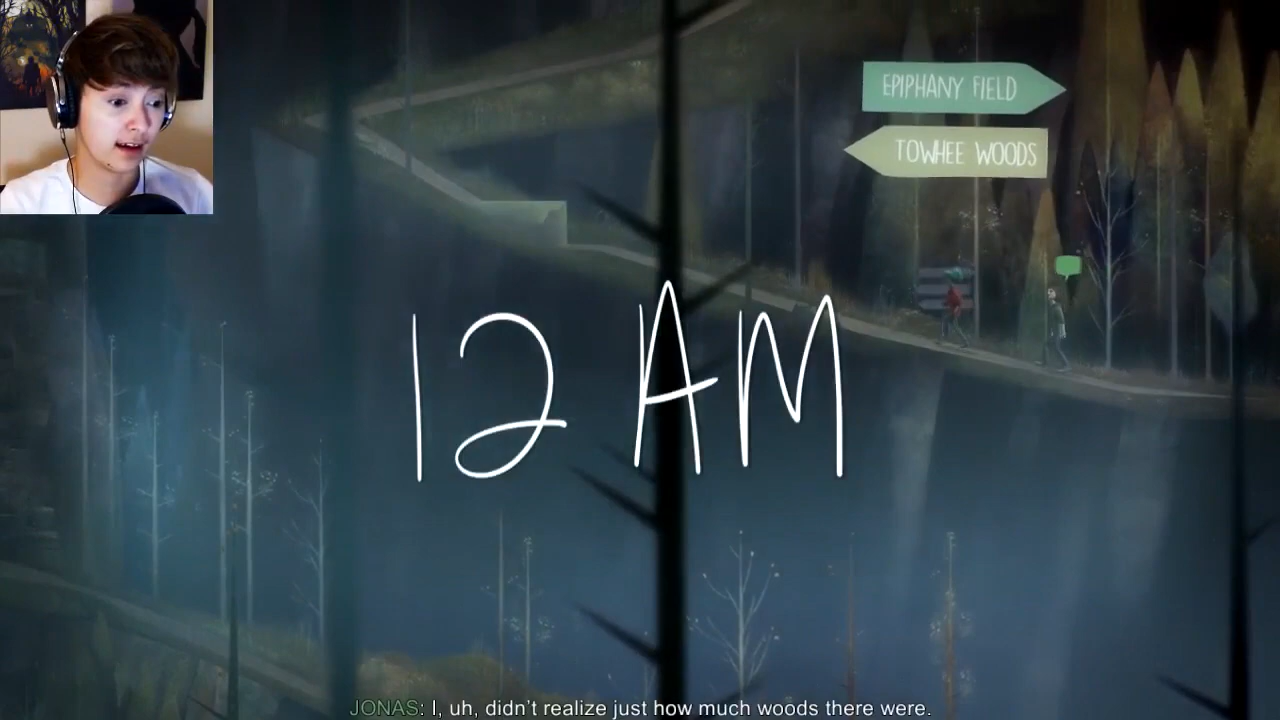 EPIPHANY FIELD
TOWHEE WOODS
12 AM
JONAS: I, uh, didn't realize just how much woods there were.